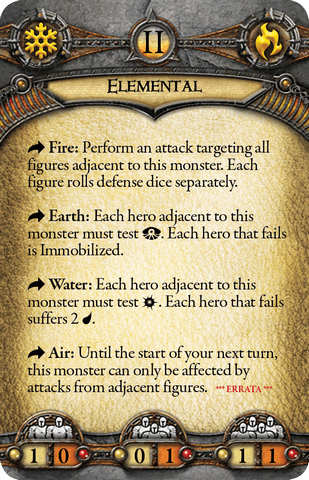 II
ELEMENTAL
Fire: Perform an attack targeting all
figures adjacent to this monster. Each
figure rolls defense dice separately.
Earth: Each hero adjacent to this
monster must test . Each hero that fails
is Immobilized.
Water: Each hero adjacent to this
monster must test . Each hero that fails
suffers 2 .
Air: Until the start of your next turn,
this monster can only be affected by
attacks from adjacent figures. *** ERRATA ***
1 0 0 1 1 1